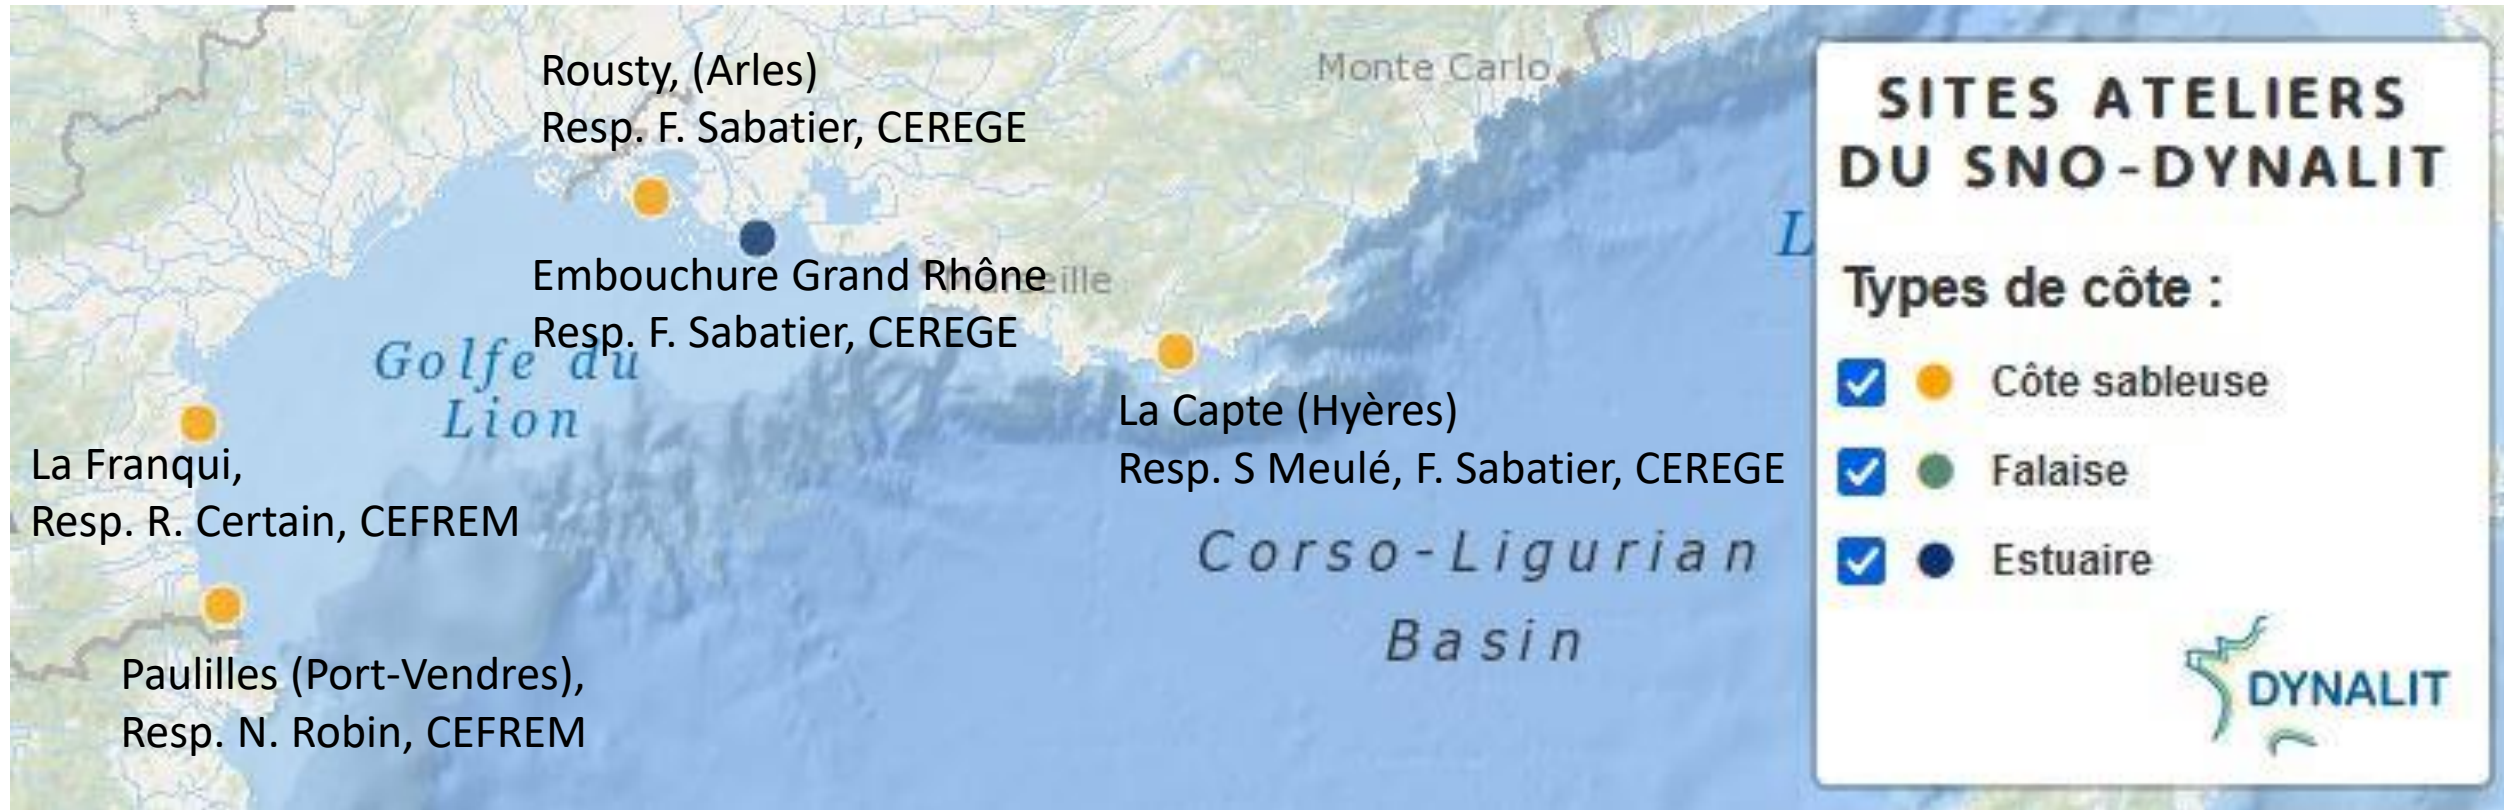 Rousty, (Arles)
Resp. F. Sabatier, CEREGE
Monte Carlo
Embouchure Grand Rhône
Resp. F. Sabatier, CEREGE
Golfe du
Lion
La Franqui,
Resp. R. Certain, CEFREM
La Capte (Hyères)
Resp. S Meulé, F. Sabatier, CEREGE
Corso-Ligurian
Basin
Paulilles (Port-Vendres),
Resp. N. Robin, CEFREM
L
SITES ATELIERS
DU SNO-DYNALIT
Types de côte :
Côte sableuse
Falaise
Estuaire
DYNALIT